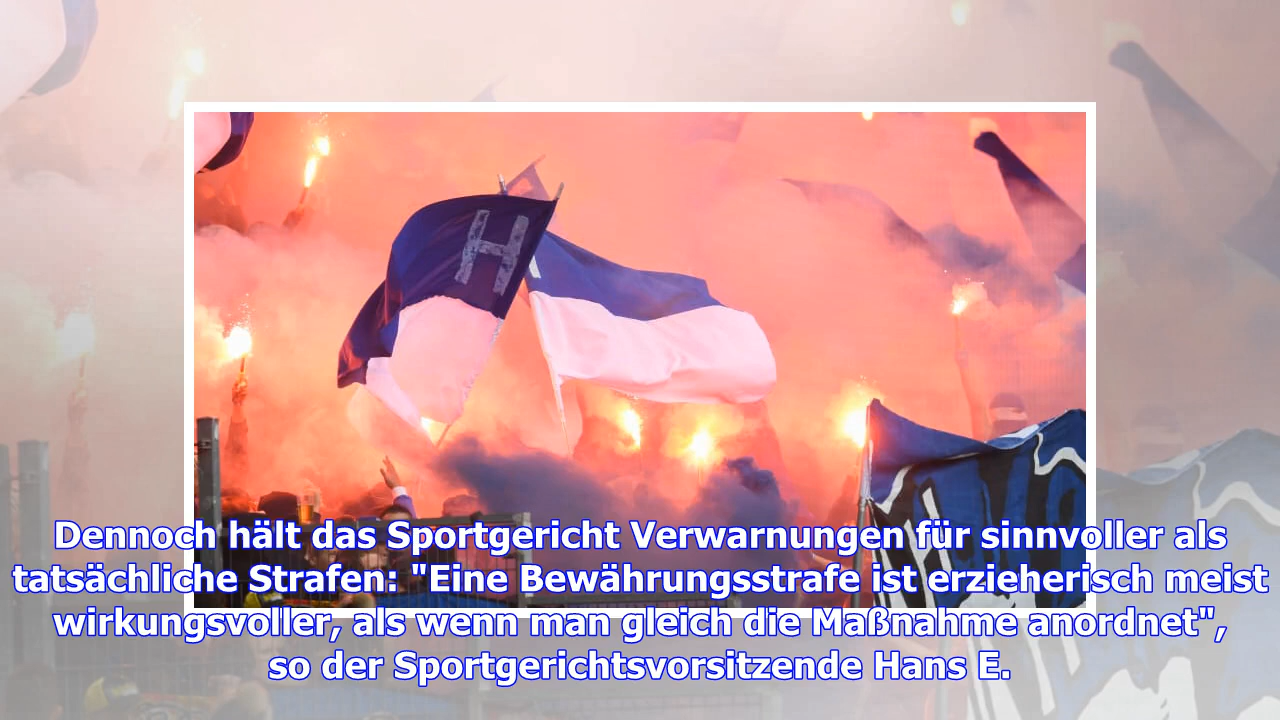 H
Dennoch hält das Sportgericht Verwarnungen für sinnvoller als
tatsächliche Strafen: "Eine Bewährungsstrafe ist erzieherisch meist
wirkungsvoller, als wenn man gleich die Maßnahme anordnet",
so der Sportgerichtsvorsitzende Hans E.